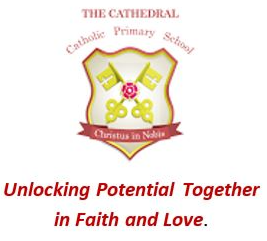 THE CATHEDRAL
Catholic Primary School
Christus in Nobis
Unlocking Potential Together
in Faith and Love.